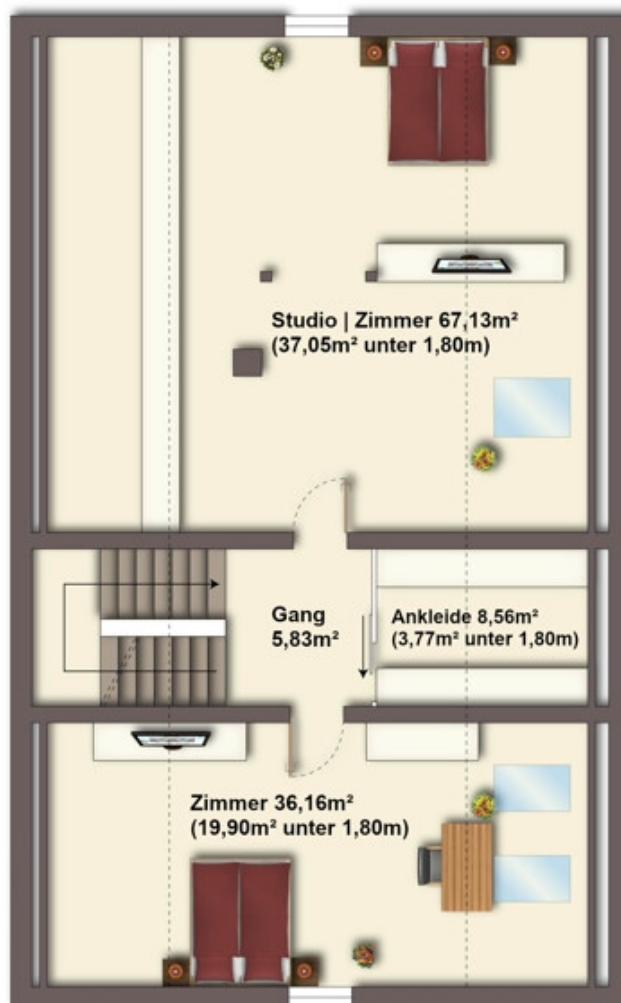 Studio | Zimmer 67,13m²
(37,05m² unter 1,80m)
Gang
5,83m²
Ankleide 8,56m²
(3,77m² unter 1,80m)
Zimmer 36,16m²
(19,90m² unter 1,80m)